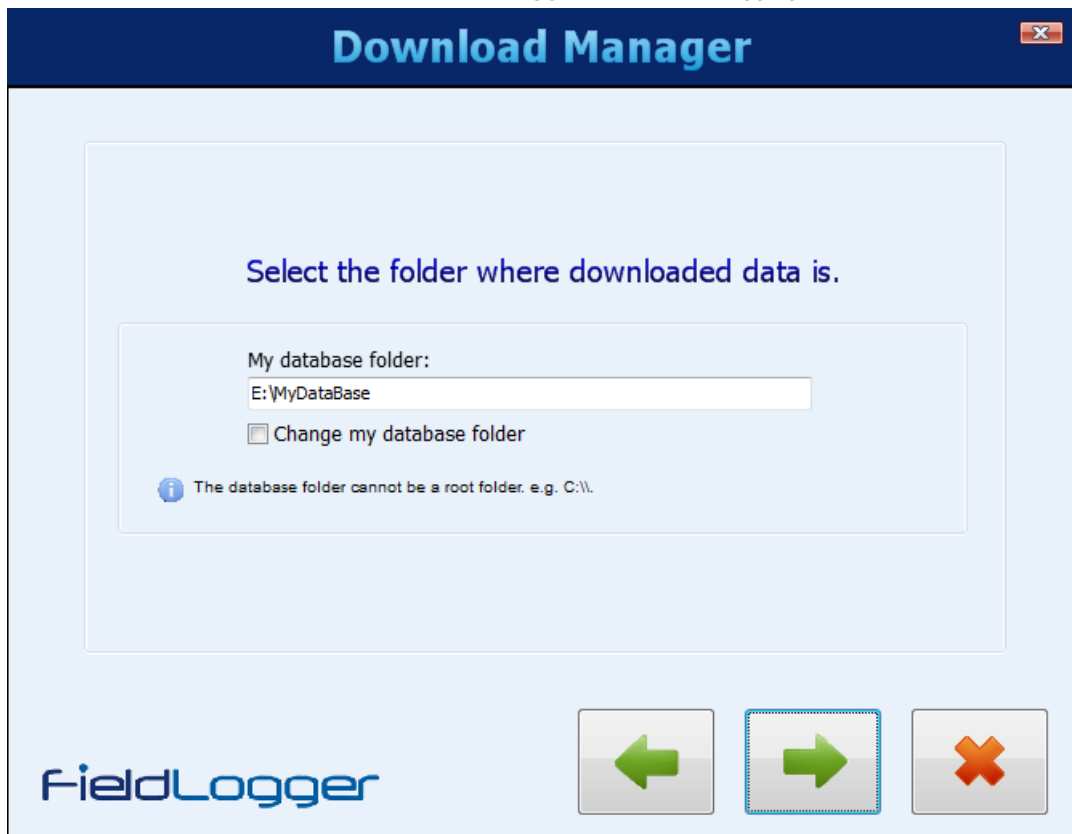 Download Manager
Select the folder where downloaded data is.
My database folder:
E:\MyDataBase
Change my database folder
The database folder cannot be a root folder. e.g. C:\\.
FieldLogger